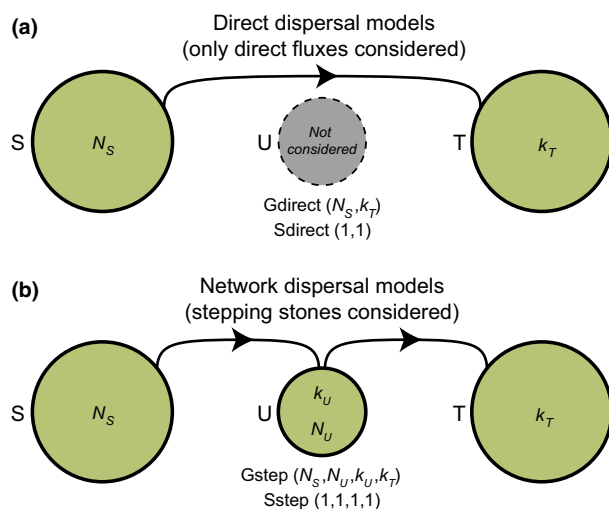 (a)
Direct dispersal models
(only direct fluxes considered)
S
N_S
U
Not
considered
T
k_T
Gdirect (N_S,k_T)
Sdirect (1,1)
(b)
Network dispersal models
(stepping stones considered)
S
N_S
U
k_U
N_U
T
k_T
Gstep (N_S,N_U,k_U,k_T)
Sstep (1,1,1,1)